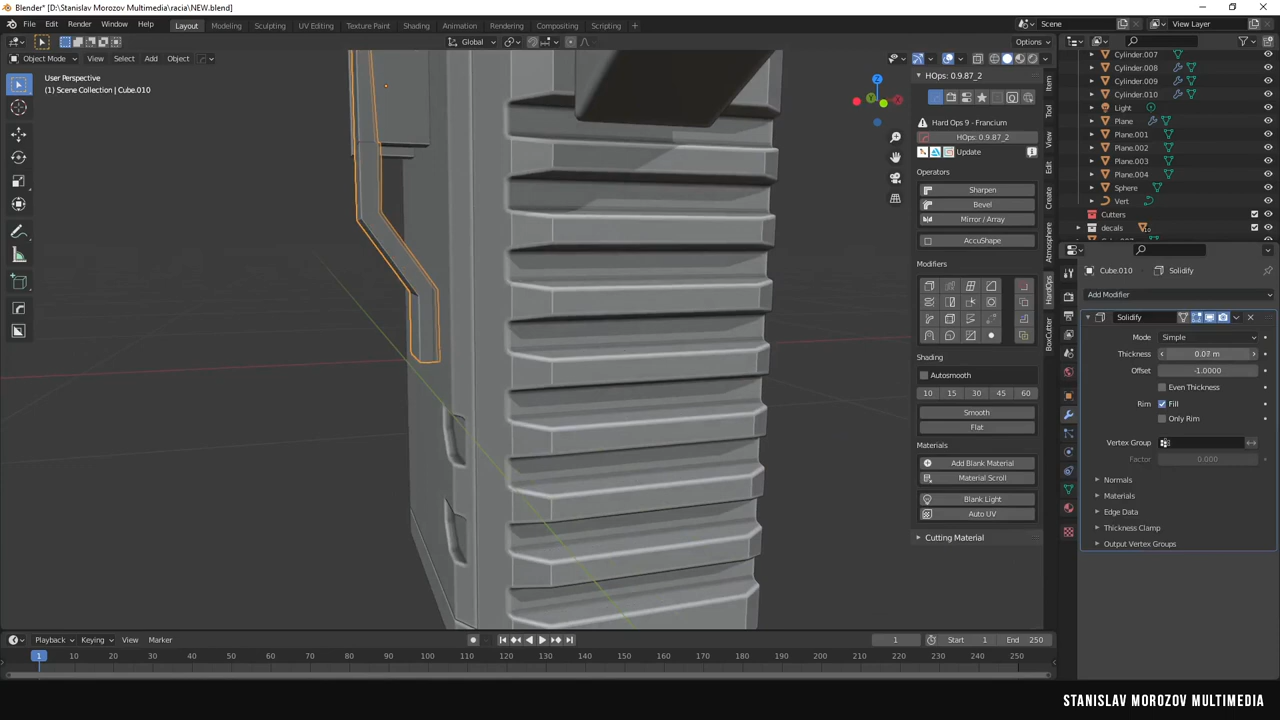 Blender* [D:\Stanislav Morozov Multimedia\racia\NEW.blend]
File Edit Render Window Help Layout Modeling Sculpting UV Editing Texture Paint Shading Animation Rendering Compositing Scripting + Scene View Layer
Global Options
Object Mode View Select Add Object
User Perspective
(1) Scene Collection | Cube.010
Z
X
Y
HOps: 0.9.87_2
Hard Ops 9 - Francium
HOps: 0.9.87_2
Update
Operators
Sharpen
Bevel
Mirror / Array
AccuShape
Modifiers
Shading
Autosmooth
10 15 30 45 60
Smooth
Flat
Materials
Add Blank Material
Material Scroll
Blank Light
Auto UV
Cutting Material
Item
Tool
View
Edit
Create
Atmosphere
HardOps
BoxCutter
Cylinder.007
Cylinder.008
Cylinder.009
Cylinder.010
Light
Plane
Plane.001
Plane.002
Plane.003
Plane.004
Sphere
Vert
Cutters
decals
Cube.010 Solidify
Add Modifier
Solidify
Mode Simple
Thickness 0.07 m
Offset -1.0000
Even Thickness
Rim Fill
Only Rim
Vertex Group
Factor 0.000
Normals
Materials
Edge Data
Thickness Clamp
Output Vertex Groups
Playback Keying View Marker 1 Start 1 End 250
1 10 20 30 40 50 60 70 80 90 100 110 120 130 140 150 160 170 180 190 200 210 220 230 240 250
STANISLAV MOROZOV MULTIMEDIA